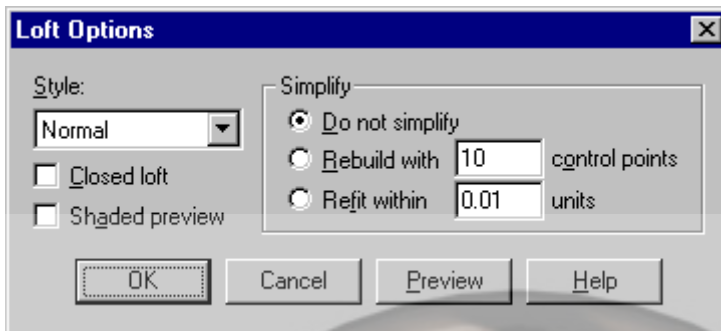 Loft Options
Style:
Normal
Closed loft
Shaded preview
Simplify
Do not simplify
Rebuild with 10 control points
Refit within 0.01 units
OK Cancel Preview Help